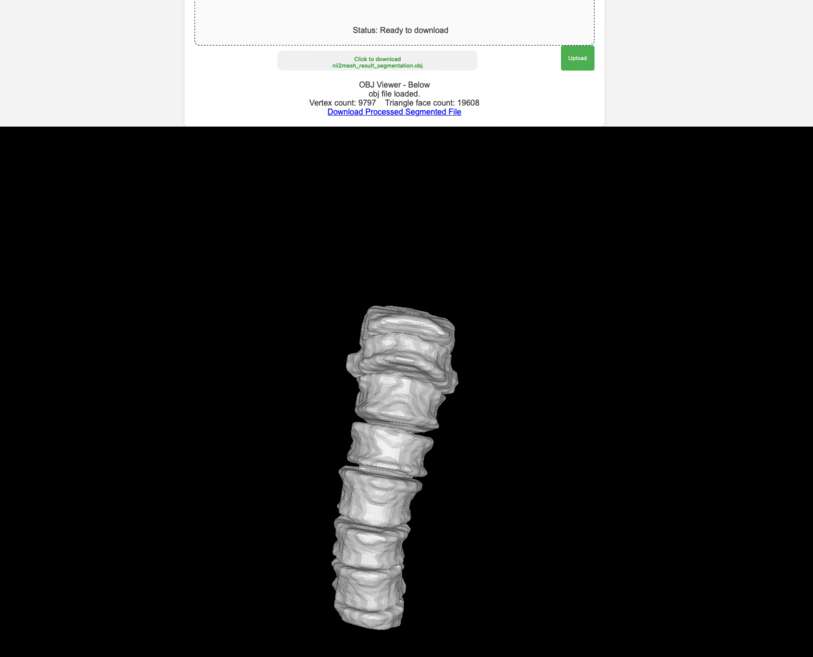 Status: Ready to download
Click to download
nii2mesh_result_segmentation.obj
Upload
OBJ Viewer - Below
obj file loaded.
Vertex count: 9797    Triangle face count: 19608
Download Processed Segmented File